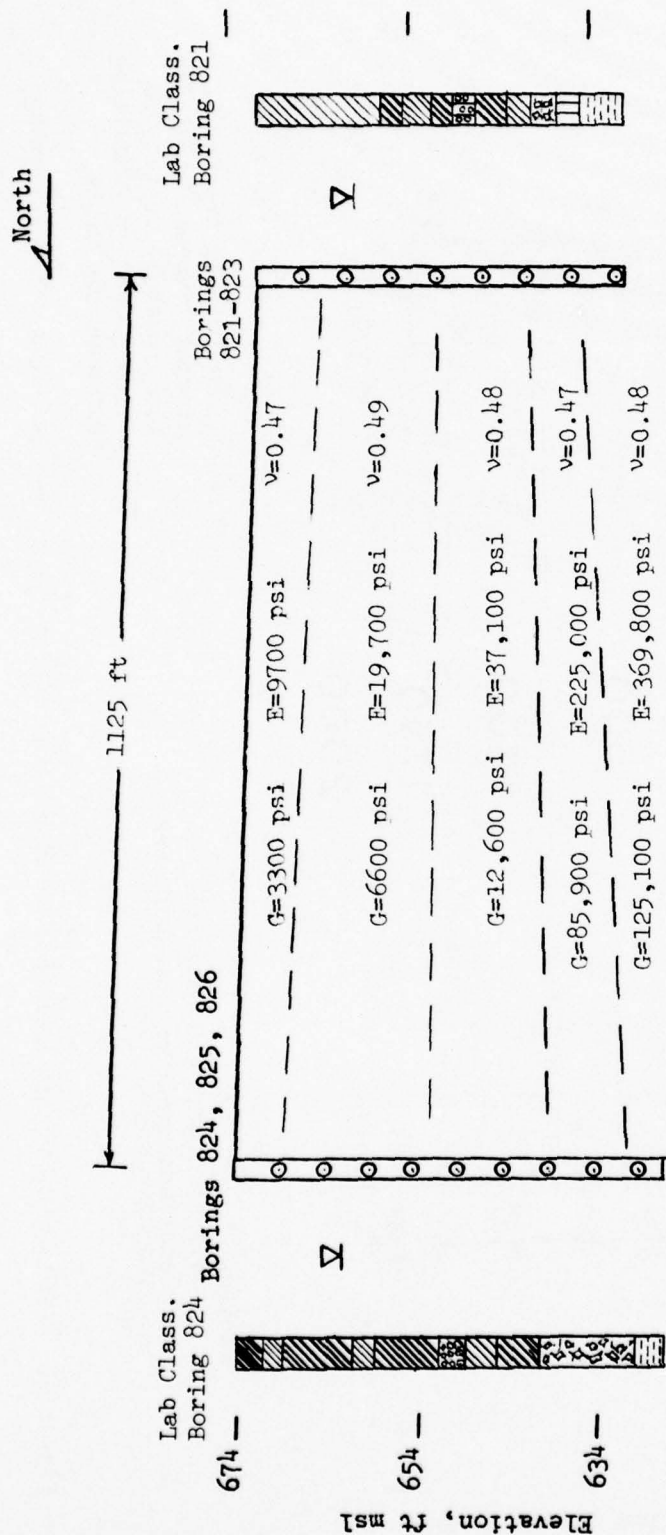 North
1125 ft
Lab Class.
Boring 824
Borings 824, 825, 826
Borings
821-823
Lab Class.
Boring 821
674
654
634
Elevation, ft msl
G=3300 psi E=9700 psi ν=0.47
G=6600 psi E=19,700 psi ν=0.49
G=12,600 psi E=37,100 psi ν=0.48
G=85,900 psi E=225,000 psi ν=0.47
G=125,100 psi E=369,800 psi ν=0.48